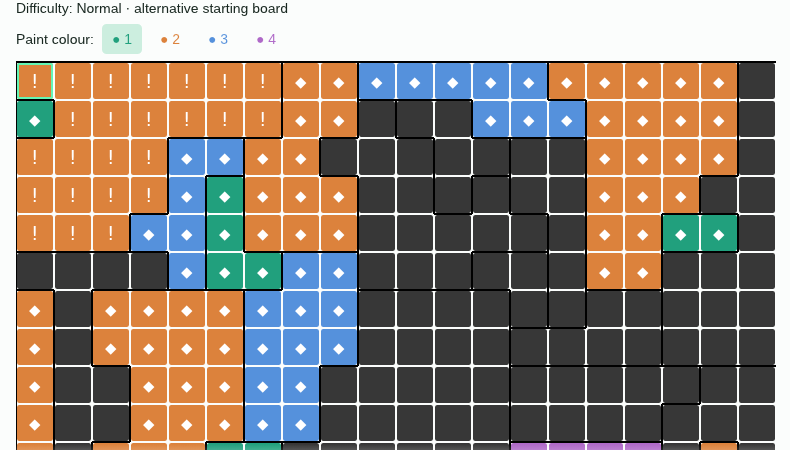 Difficulty: Normal · alternative starting board
Paint colour: 1 2 3 4
! ! ! ! ! !
! ! ! ! !
! ! ! !
! ! ! !
! ! !